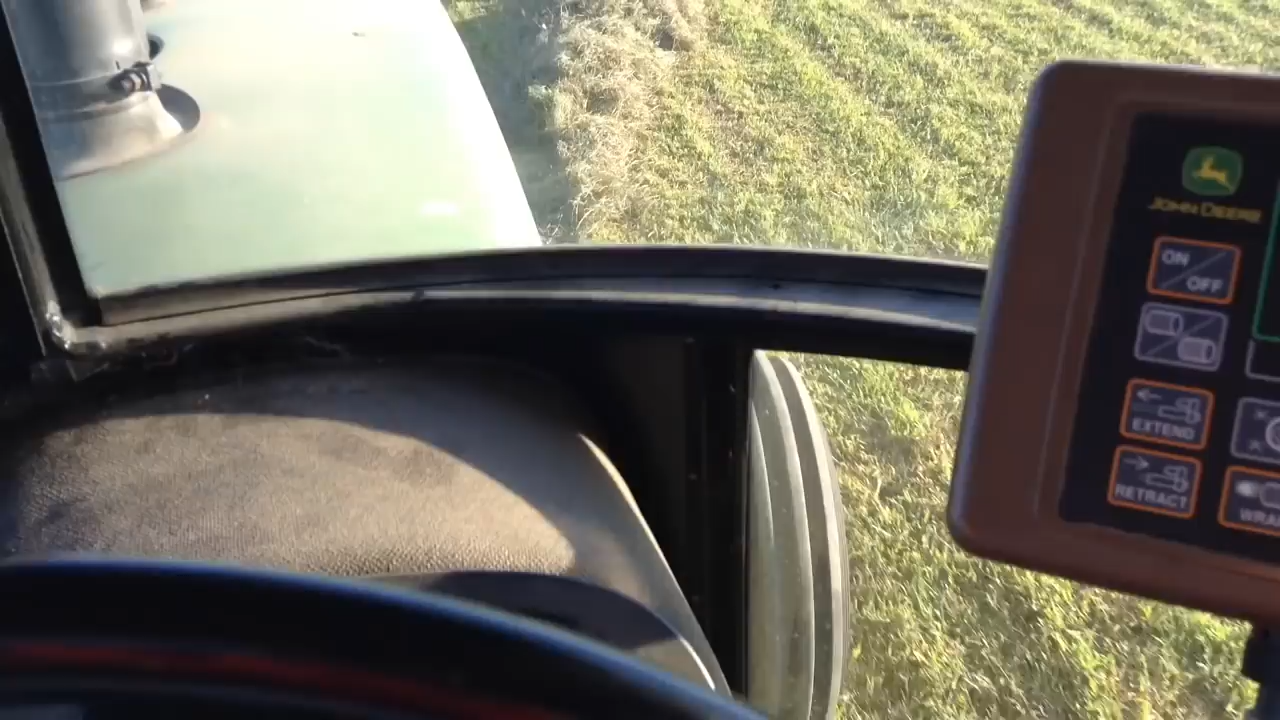 JOHN DEERE
ON
OFF
EXTEND
RETRACT